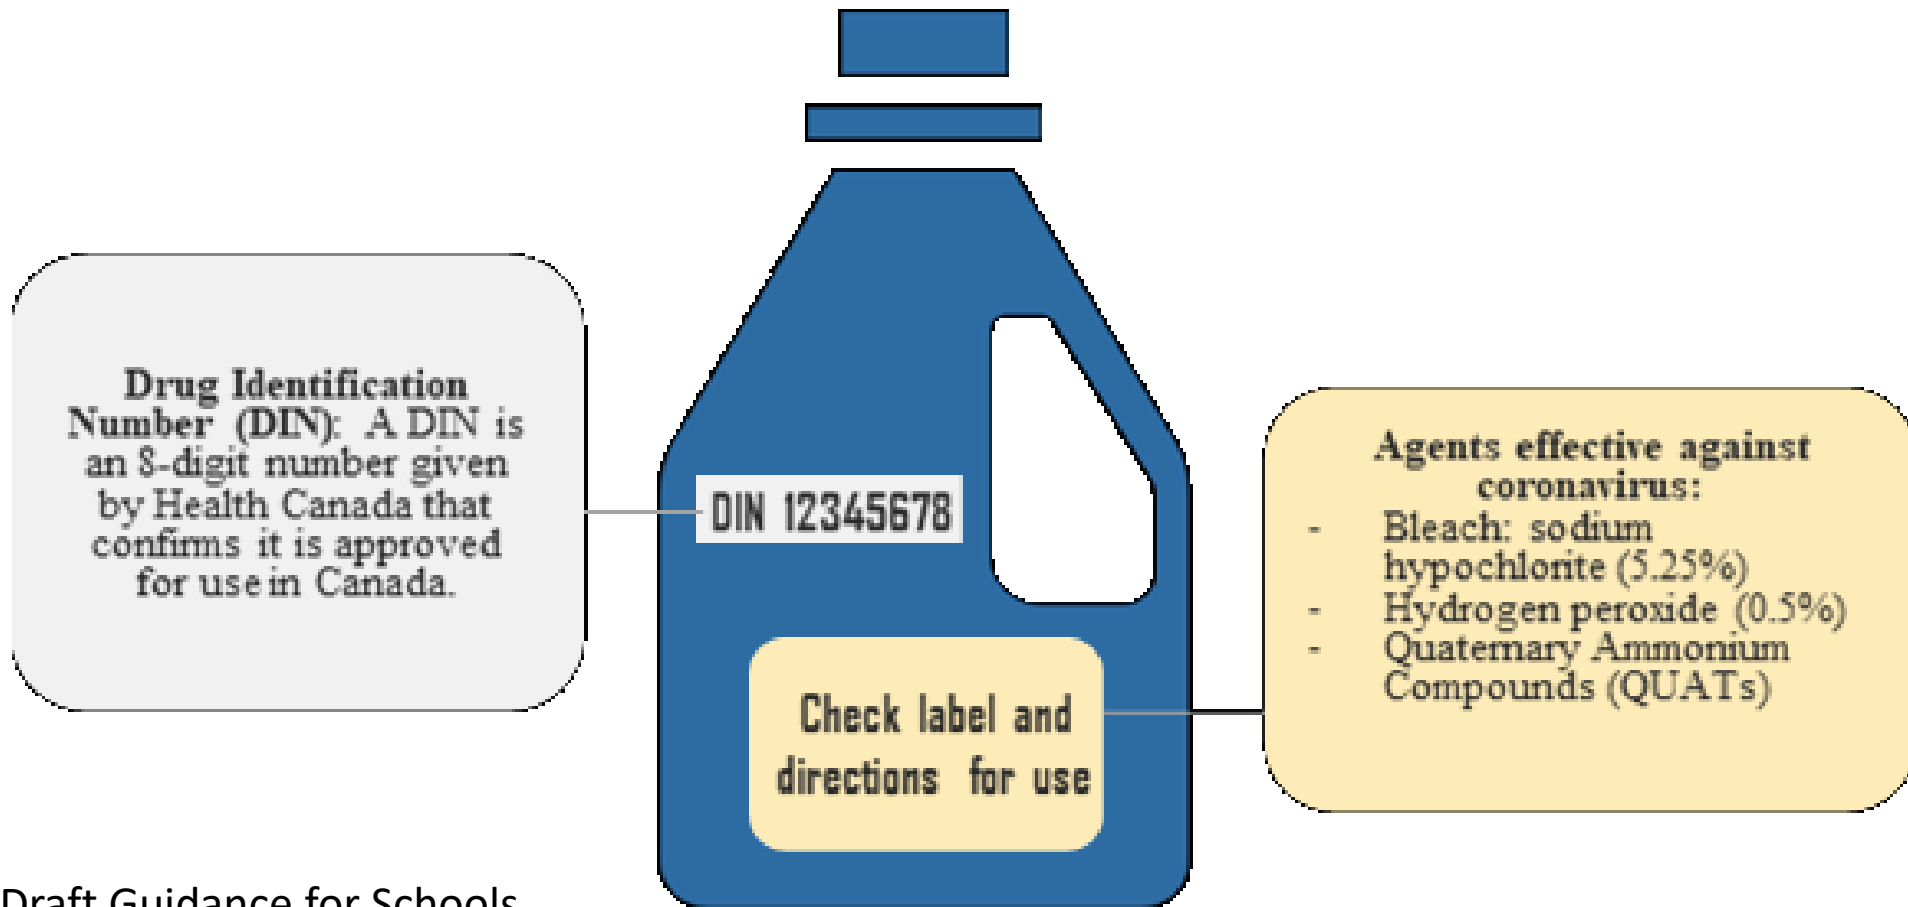 Drug Identification
Number (DIN): A DIN is
an 8-digit number given
by Health Canada that
confirms it is approved
for use in Canada.
DIN 12345678
Check label and
directions for use
Agents effective against
coronavirus:
- Bleach: sodium
hypochlorite (5.25%)
- Hydrogen peroxide (0.5%)
- Quaternary Ammonium
Compounds (QUATs)
Draft Guidance for Schools